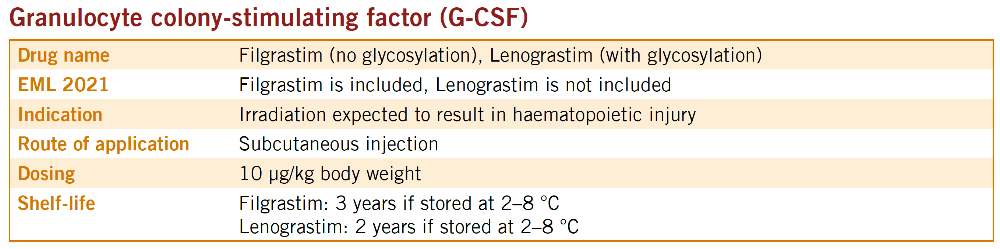 Granulocyte colony-stimulating factor (G-CSF)
Drug name Filgrastim (no glycosylation), Lenograstim (with glycosylation)
EML 2021 Filgrastim is included, Lenograstim is not included
Indication Irradiation expected to result in haematopoietic injury
Route of application Subcutaneous injection
Dosing 10 µg/kg body weight
Shelf-life Filgrastim: 3 years if stored at 2–8 °C
Lenograstim: 2 years if stored at 2–8 °C